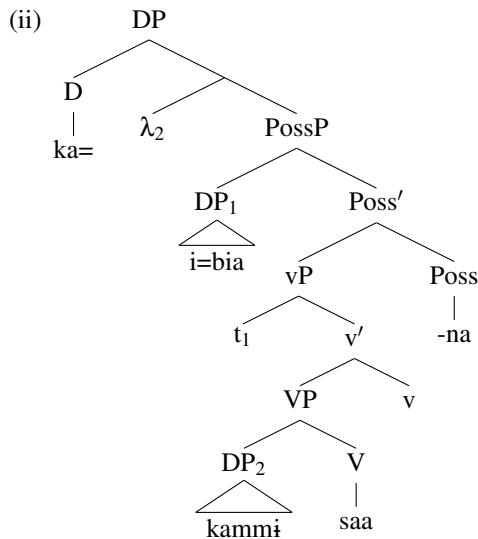 (ii) DP
D
ka= λ₂ PossP
DP₁ Poss′
i=bia vP Poss
t₁ v′ -na
VP v
DP₂ V
kammɨ saa